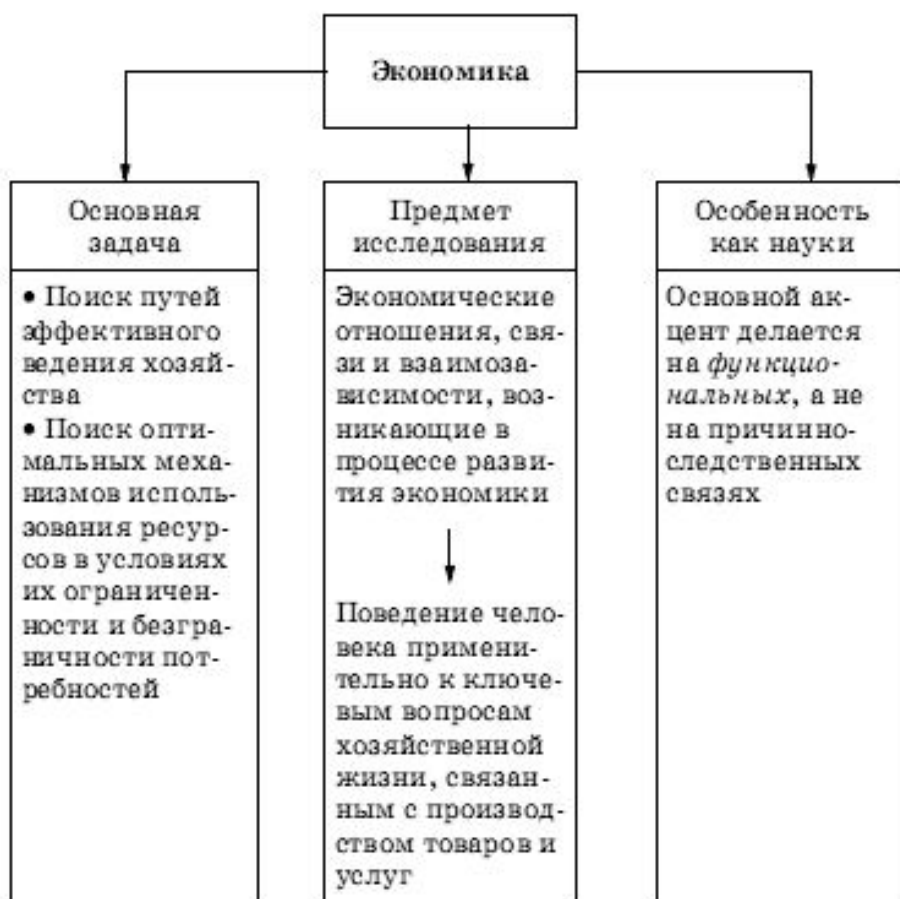 Экономика
Основная
задача
• Поиск путей
эффективного
ведения хозяй-
ства
• Поиск опти-
мальных меха-
низмов исполь-
зования ресур-
сов в условиях
их ограничен-
ности и безгра-
ничности пот-
ребностей
Предмет
исследования
Экономические
отношения, свя-
зи и взаимоза-
висимости, воз-
никающие в
процессе разви-
тия экономики
Поведение чело-
века примени-
тельно к ключе-
вым вопросам
хозяйственной
жизни, связан-
ным с производ-
ством товаров и
услуг
Особенность
как науки
Основной ак-
цент делается
на функцио-
нальных, а не
на причинно-
следственных
связях